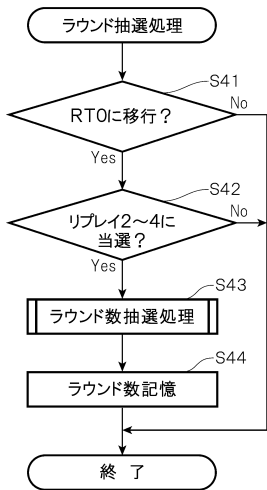 ラウンド抽選処理
S41
RT0に移行？
No
Yes
S42
リプレイ2～4に
当選？
No
Yes
S43
ラウンド数抽選処理
S44
ラウンド数記憶
終 了